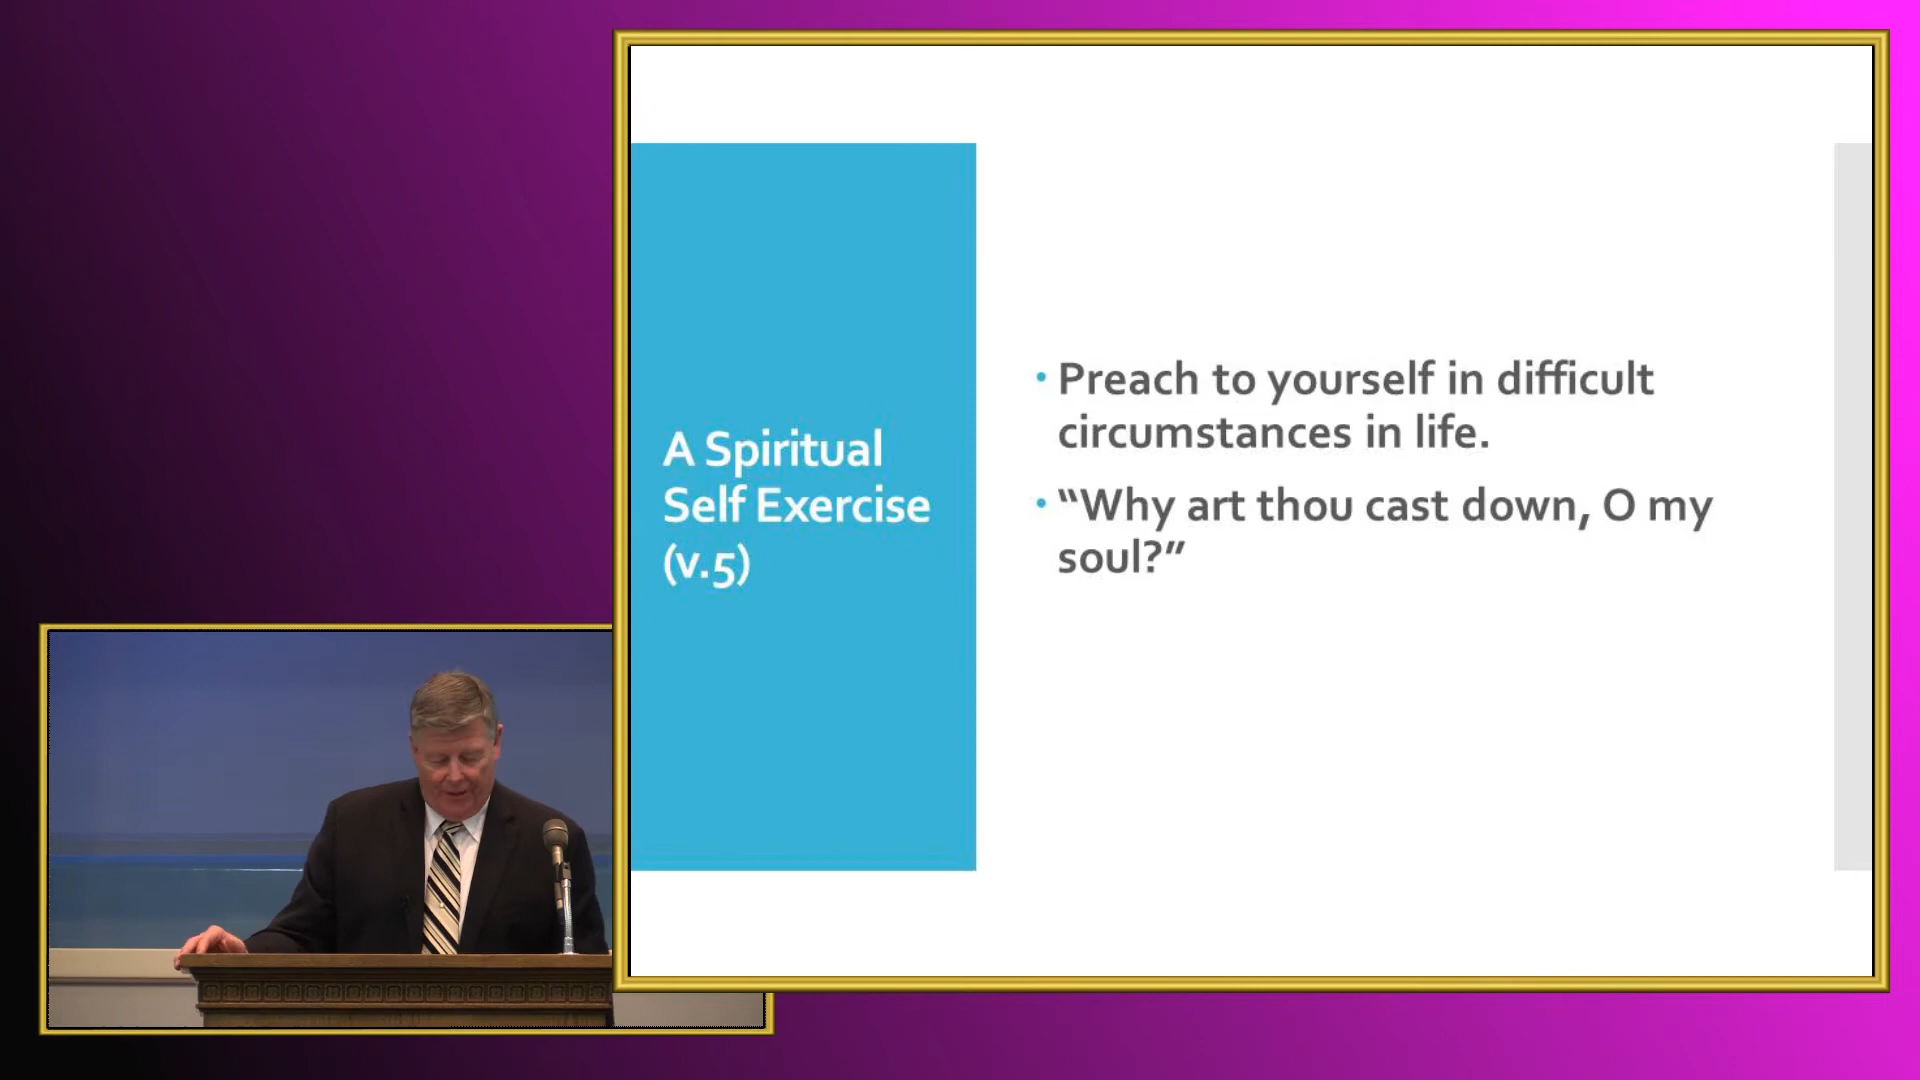 A Spiritual
Self Exercise
(v.5)
• Preach to yourself in difficult
circumstances in life.
• “Why art thou cast down, O my
soul?”